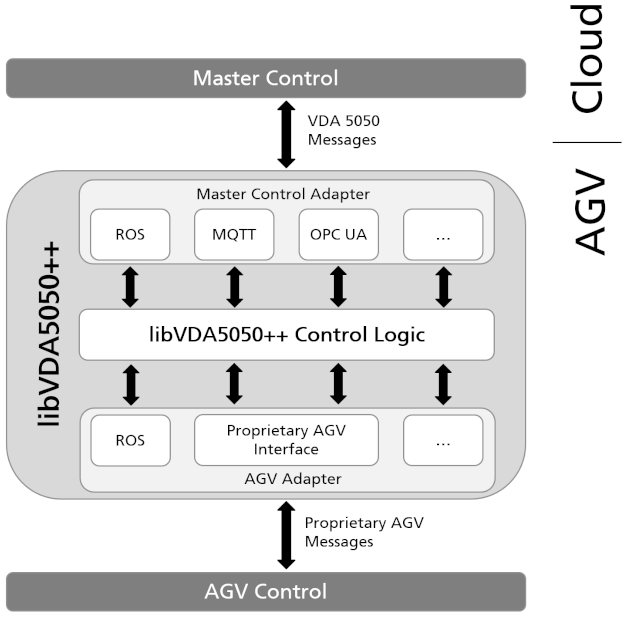 Cloud
AGV
Master Control
VDA 5050
Messages
libVDA5050++
Master Control Adapter
ROS
MQTT
OPC UA
...
libVDA5050++ Control Logic
ROS
Proprietary AGV
Interface
...
AGV Adapter
Proprietary AGV
Messages
AGV Control